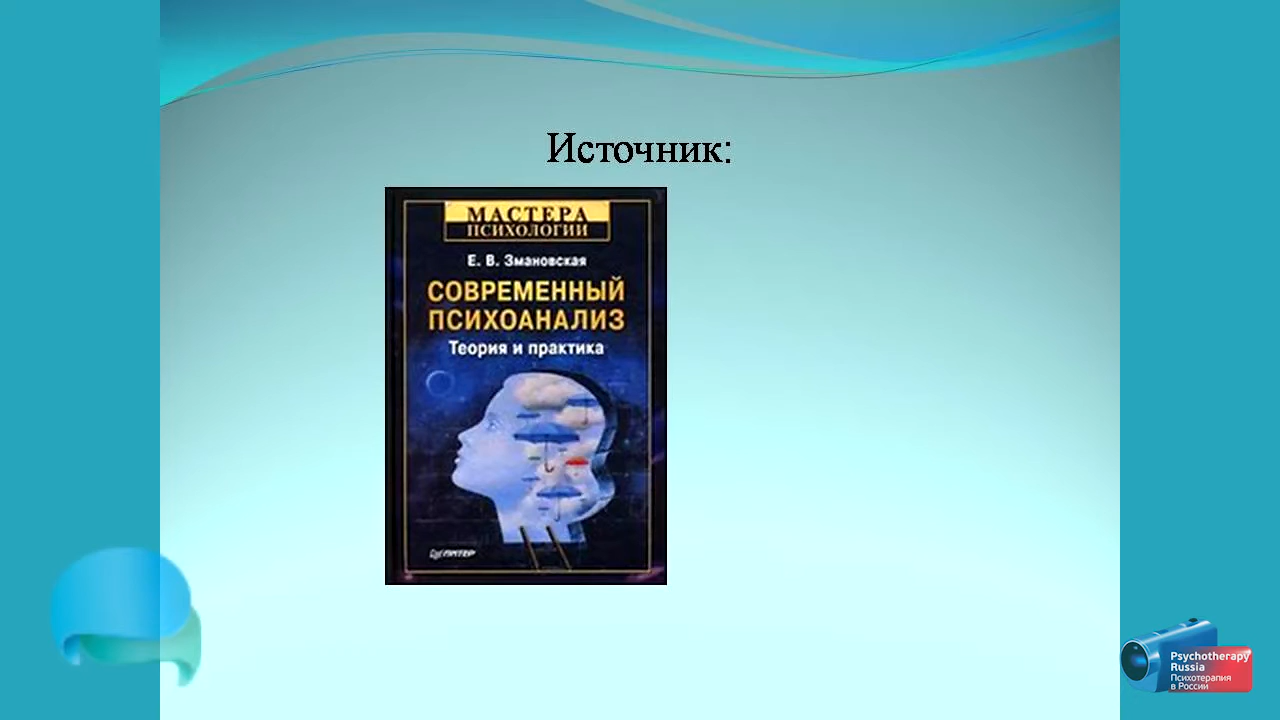 Источник:
МАСТЕРА
ПСИХОЛОГИИ
Е. В. Змановская
СОВРЕМЕННЫЙ
ПСИХОАНАЛИЗ
Теория и практика
ПИТЕР
Psychotherapy
Russia
Психотерапия
в России